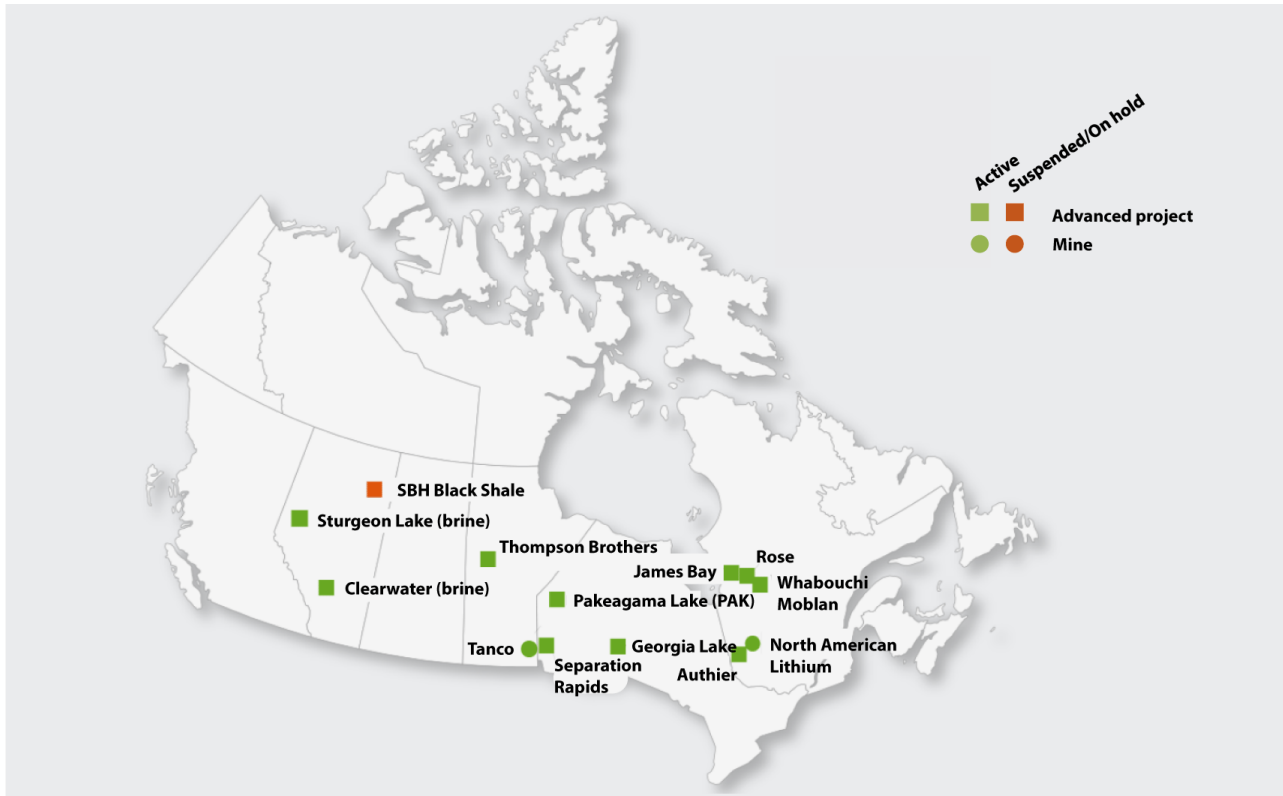 Active
Suspended/On hold
Advanced project
Mine
SBH Black Shale
Sturgeon Lake (brine)
Thompson Brothers
Clearwater (brine)
Rose
James Bay
Whabouchi
Moblan
Pakeagama Lake (PAK)
Tanco
Separation
Rapids
Georgia Lake
Authier
North American
Lithium